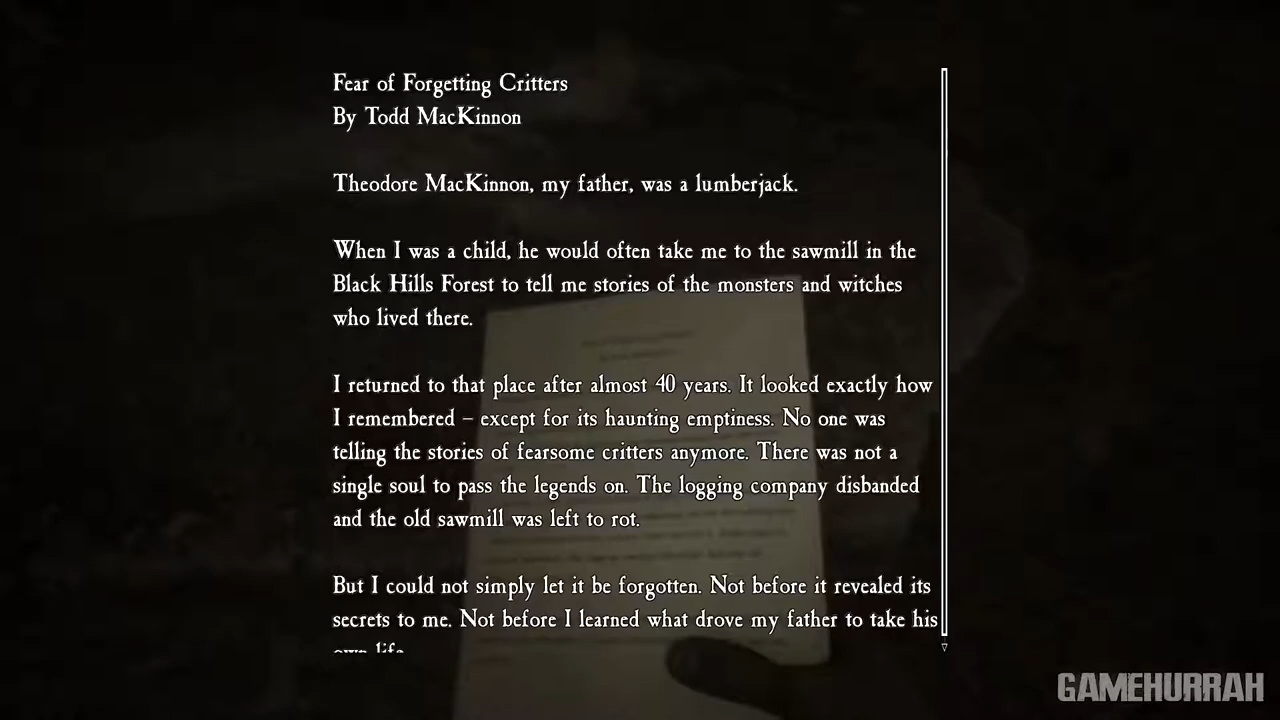 Fear of Forgetting Critters
By Todd MacKinnon
Theodore MacKinnon, my father, was a lumberjack.
When I was a child, he would often take me to the sawmill in the
Black Hills Forest to tell me stories of the monsters and witches
who lived there.
I returned to that place after almost 40 years. It looked exactly how
I remembered – except for its haunting emptiness. No one was
telling the stories of fearsome critters anymore. There was not a
single soul to pass the legends on. The logging company disbanded
and the old sawmill was left to rot.
But I could not simply let it be forgotten. Not before it revealed its
secrets to me. Not before I learned what drove my father to take his
own life
GAMEHURRAH